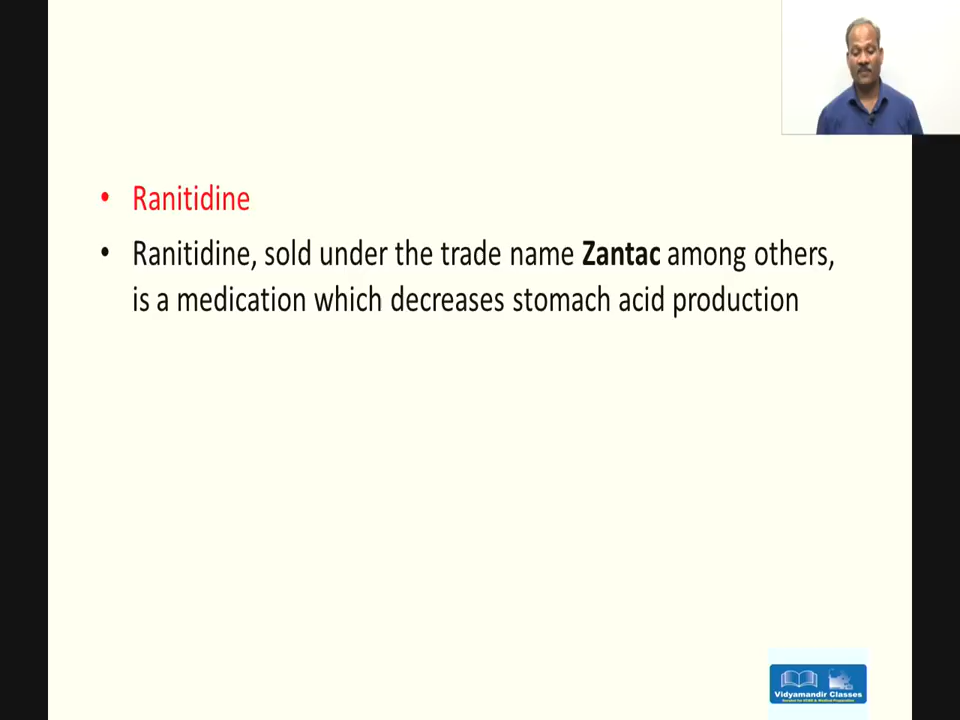 • Ranitidine
• Ranitidine, sold under the trade name Zantac among others,
is a medication which decreases stomach acid production
Vidyamandir Classes